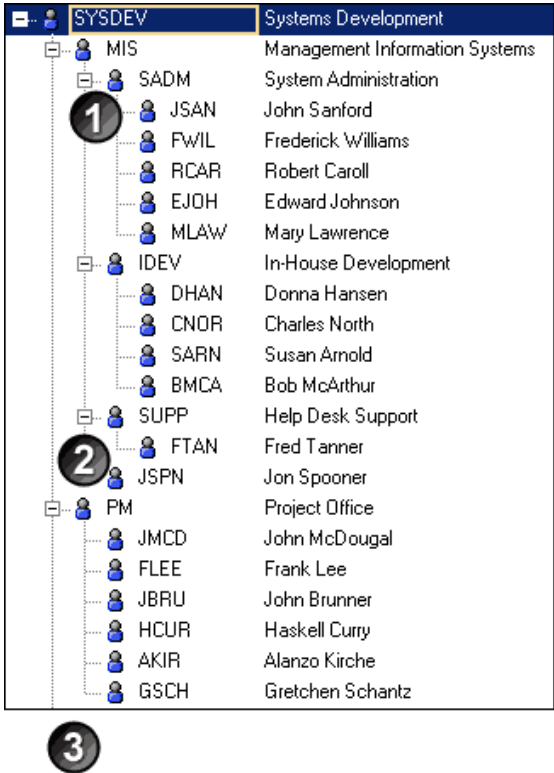 SYSDEV Systems Development
MIS Management Information Systems
SADM System Administration
1 JSAN John Sanford
FWIL Frederick Williams
RCAR Robert Caroll
EJOH Edward Johnson
MLAW Mary Lawrence
IDEV In-House Development
DHAN Donna Hansen
CNOR Charles North
SARN Susan Arnold
BMCA Bob McArthur
SUPP Help Desk Support
FTAN Fred Tanner
2 JSPN Jon Spooner
PM Project Office
JMCD John McDougal
FLEE Frank Lee
JBRU John Brunner
HCUR Haskell Curry
AKIR Alanzo Kirche
GSCH Gretchen Schantz
3